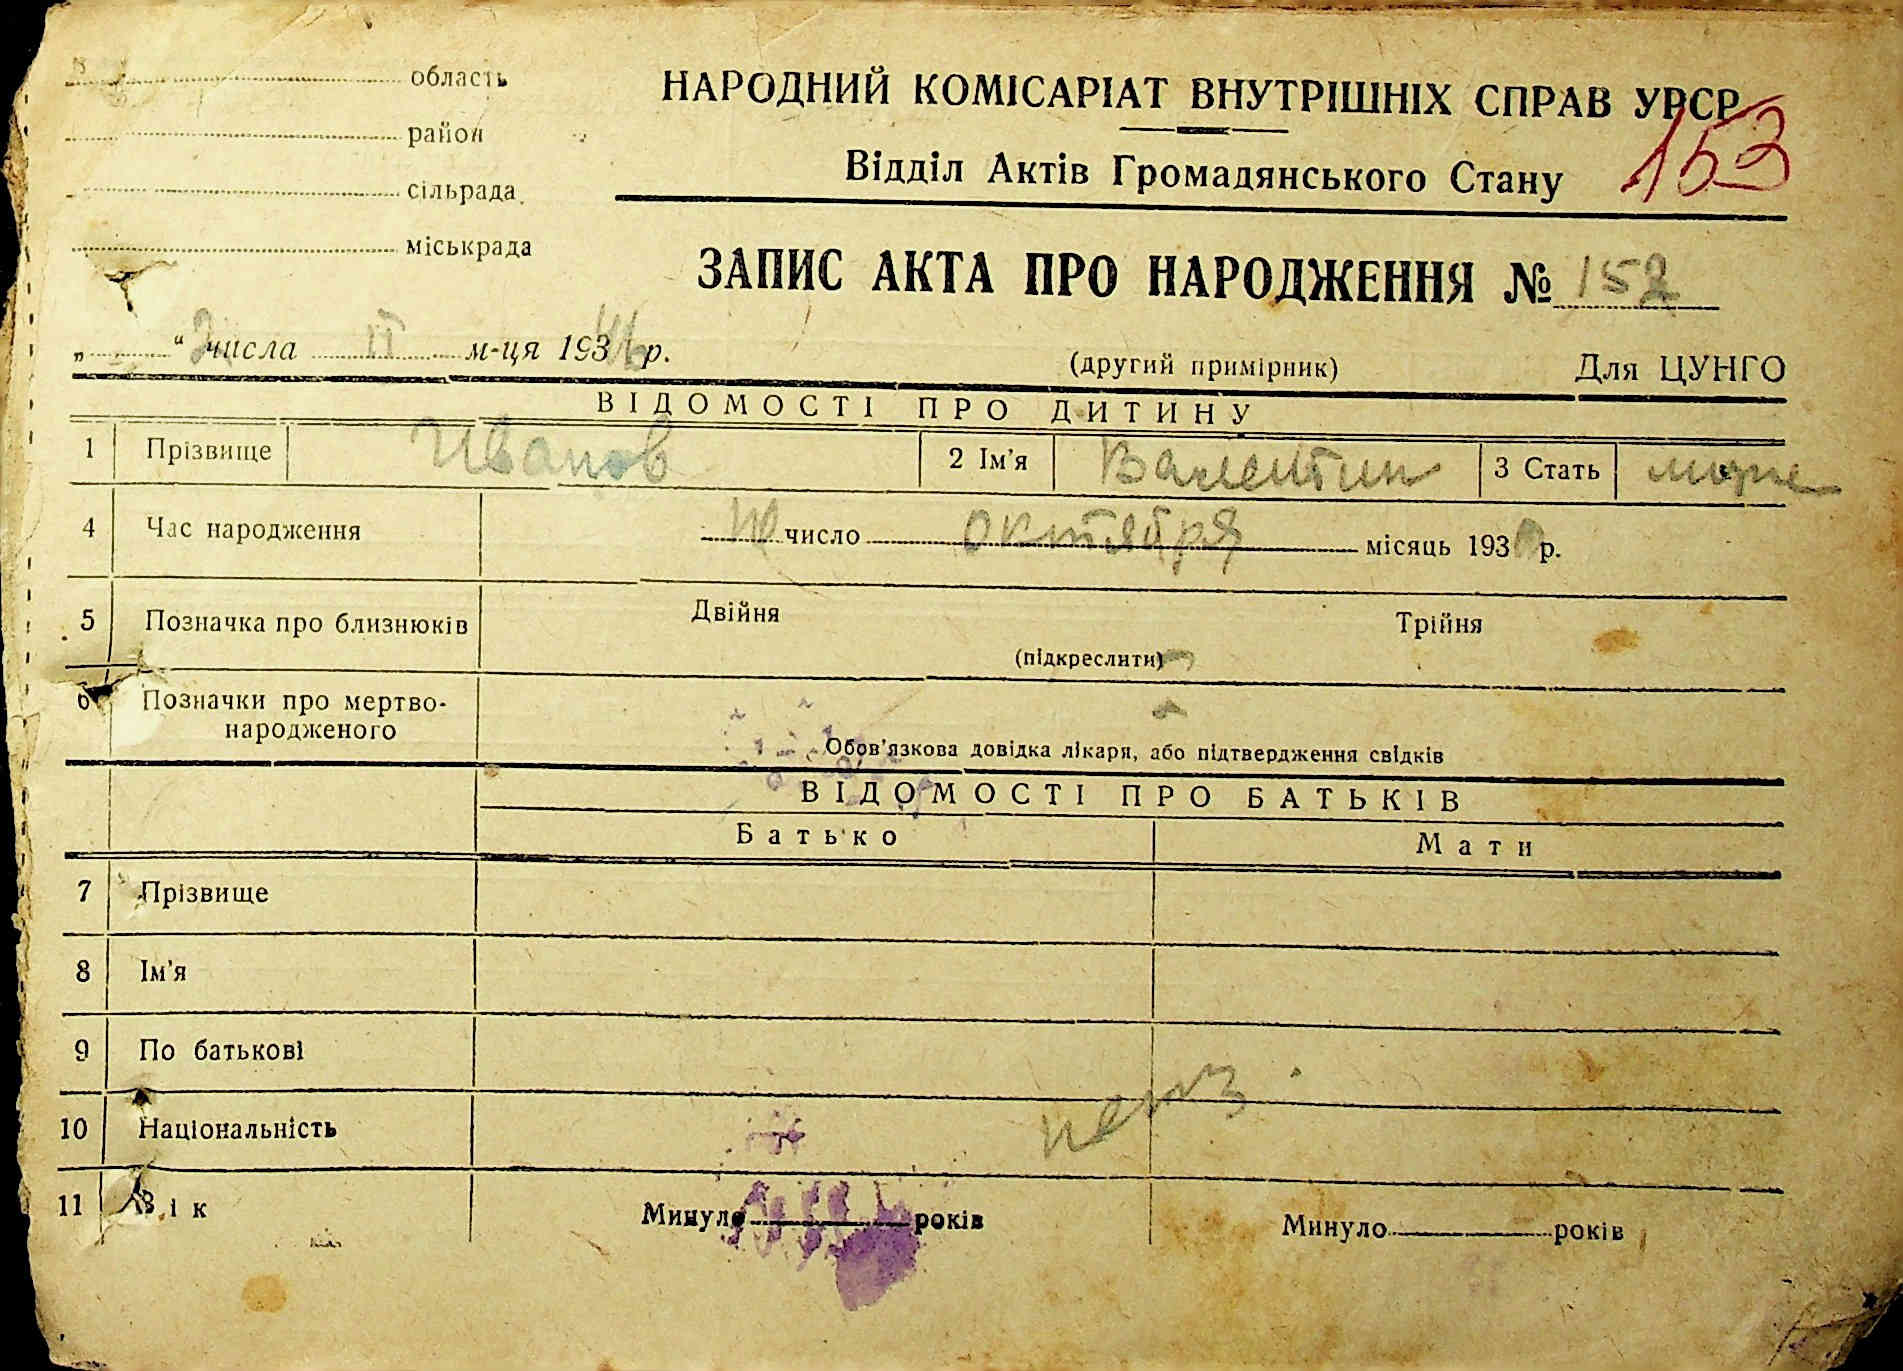 область
район
сільрада
міськрада
НАРОДНИЙ КОМІСАРІАТ ВНУТРІШНІХ СПРАВ УРСР
153
Відділ Актів Громадянського Стану
ЗАПИС АКТА ПРО НАРОДЖЕННЯ № 152
„ “ числа II м-ця 193 р.
(другий примірник) Для ЦУНГО
ВІДОМОСТІ ПРО ДИТИНУ
1 Прізвище Иванов 2 Ім'я Валентин 3 Стать
4 Час народження число октября місяць 193 р.
5 Позначка про близнюків Двійня Трійня
(підкреслити)
6 Позначки про мертво-
народженого
Обов'язкова довідка лікаря, або підтвердження свідків
ВІДОМОСТІ ПРО БАТЬКІВ
Батько Мати
7 Прізвище
8 Ім'я
9 По батькові
10 Національність
11 Вік Минуло років Минуло років